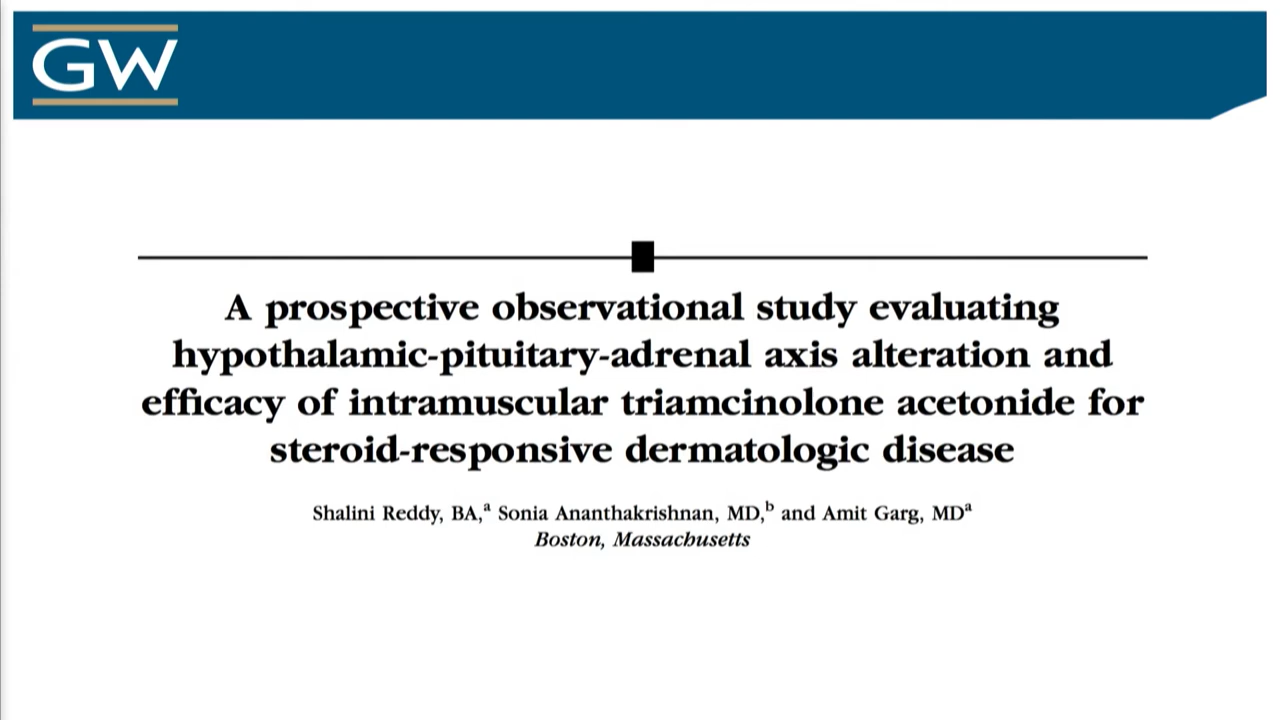 GW
A prospective observational study evaluating
hypothalamic-pituitary-adrenal axis alteration and
efficacy of intramuscular triamcinolone acetonide for
steroid-responsive dermatologic disease
Shalini Reddy, BA,ᵃ Sonia Ananthakrishnan, MD,ᵇ and Amit Garg, MDᵃ
Boston, Massachusetts